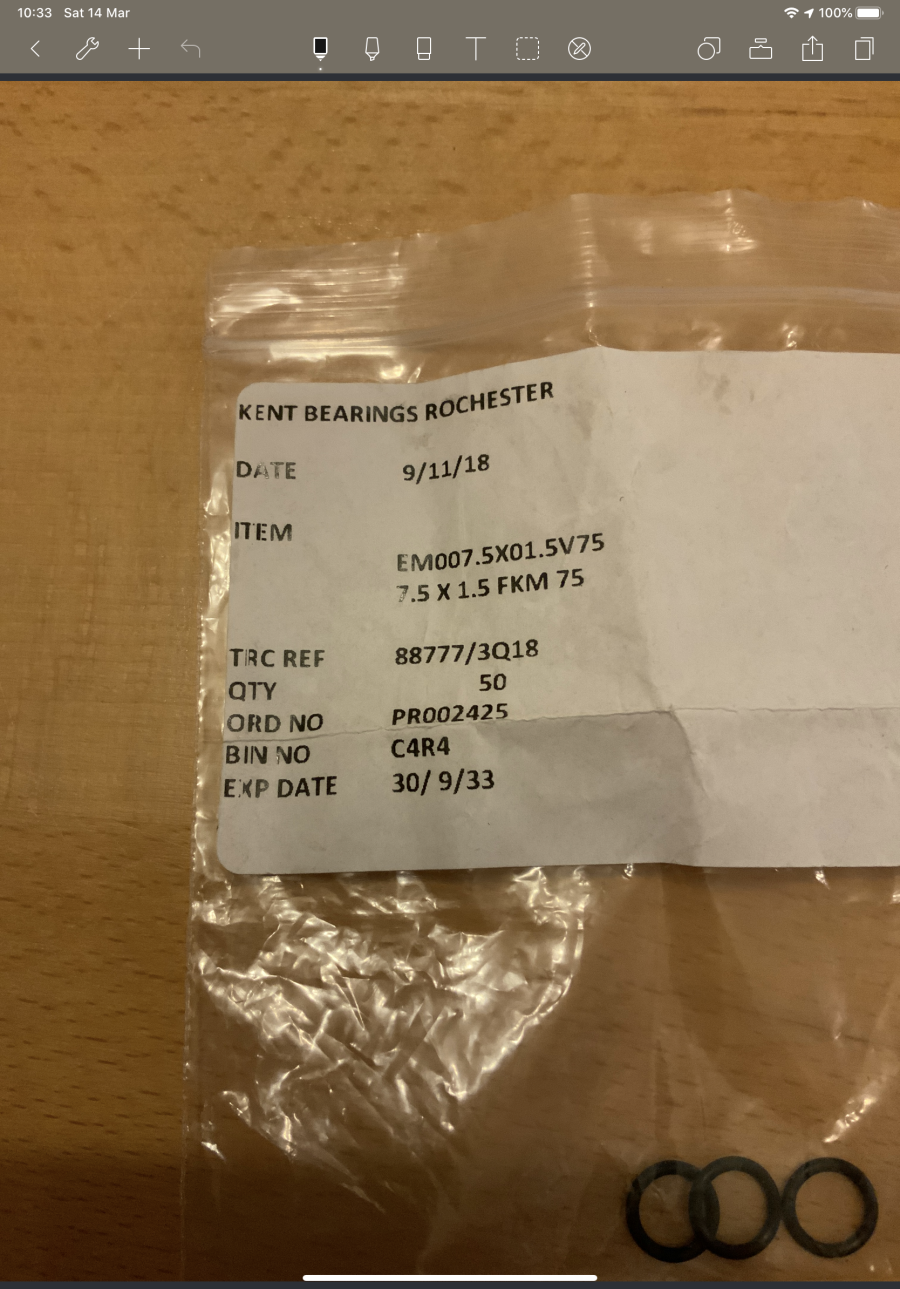 10:33 Sat 14 Mar 100%
KENT BEARINGS ROCHESTER
DATE 9/11/18
ITEM
EM007.5X01.5V75
7.5 X 1.5 FKM 75
TRC REF 88777/3Q18
QTY 50
ORD NO PR002425
BIN NO C4R4
EXP DATE 30/ 9/33